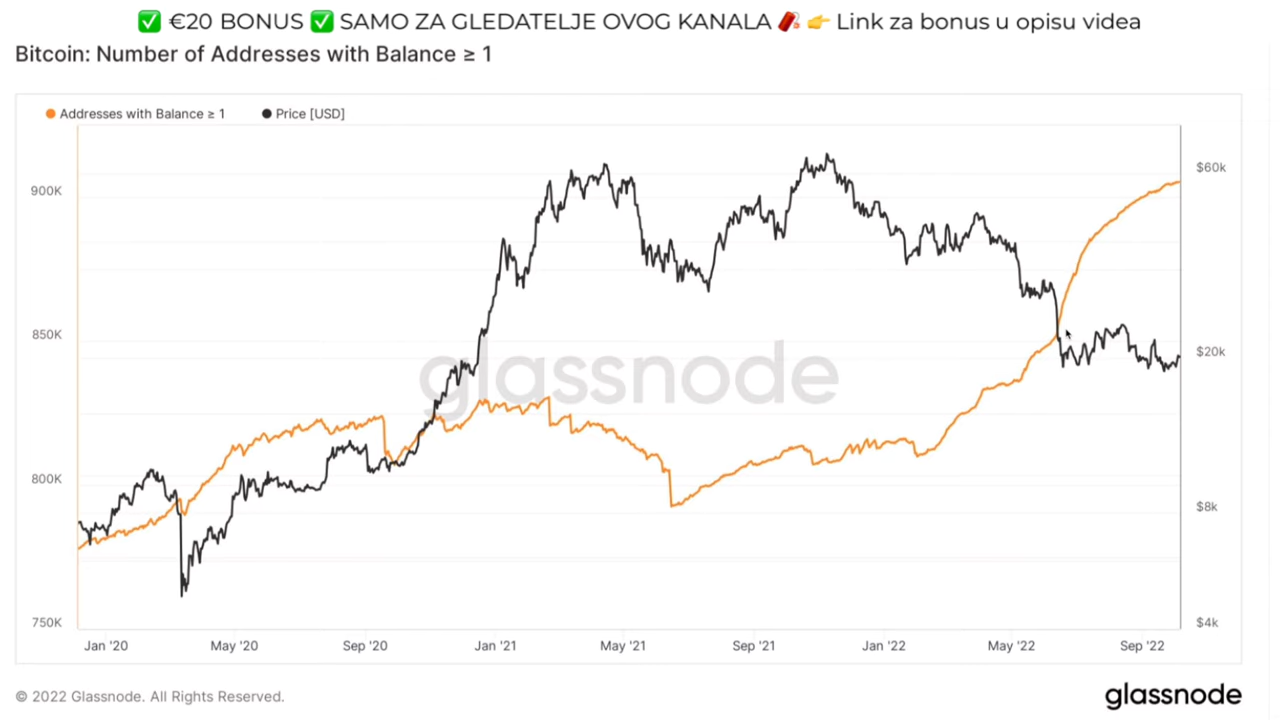 ✅ €20 BONUS ✅ SAMO ZA GLEDATELJE OVOG KANALA 🧨 👉 Link za bonus u opisu videa
Bitcoin: Number of Addresses with Balance ≥ 1
Addresses with Balance ≥ 1 Price [USD]
900K
850K
800K
750K
$60k
$20k
$8k
$4k
glassnode
Jan '20 May '20 Sep '20 Jan '21 May '21 Sep '21 Jan '22 May '22 Sep '22
© 2022 Glassnode. All Rights Reserved.
glassnode